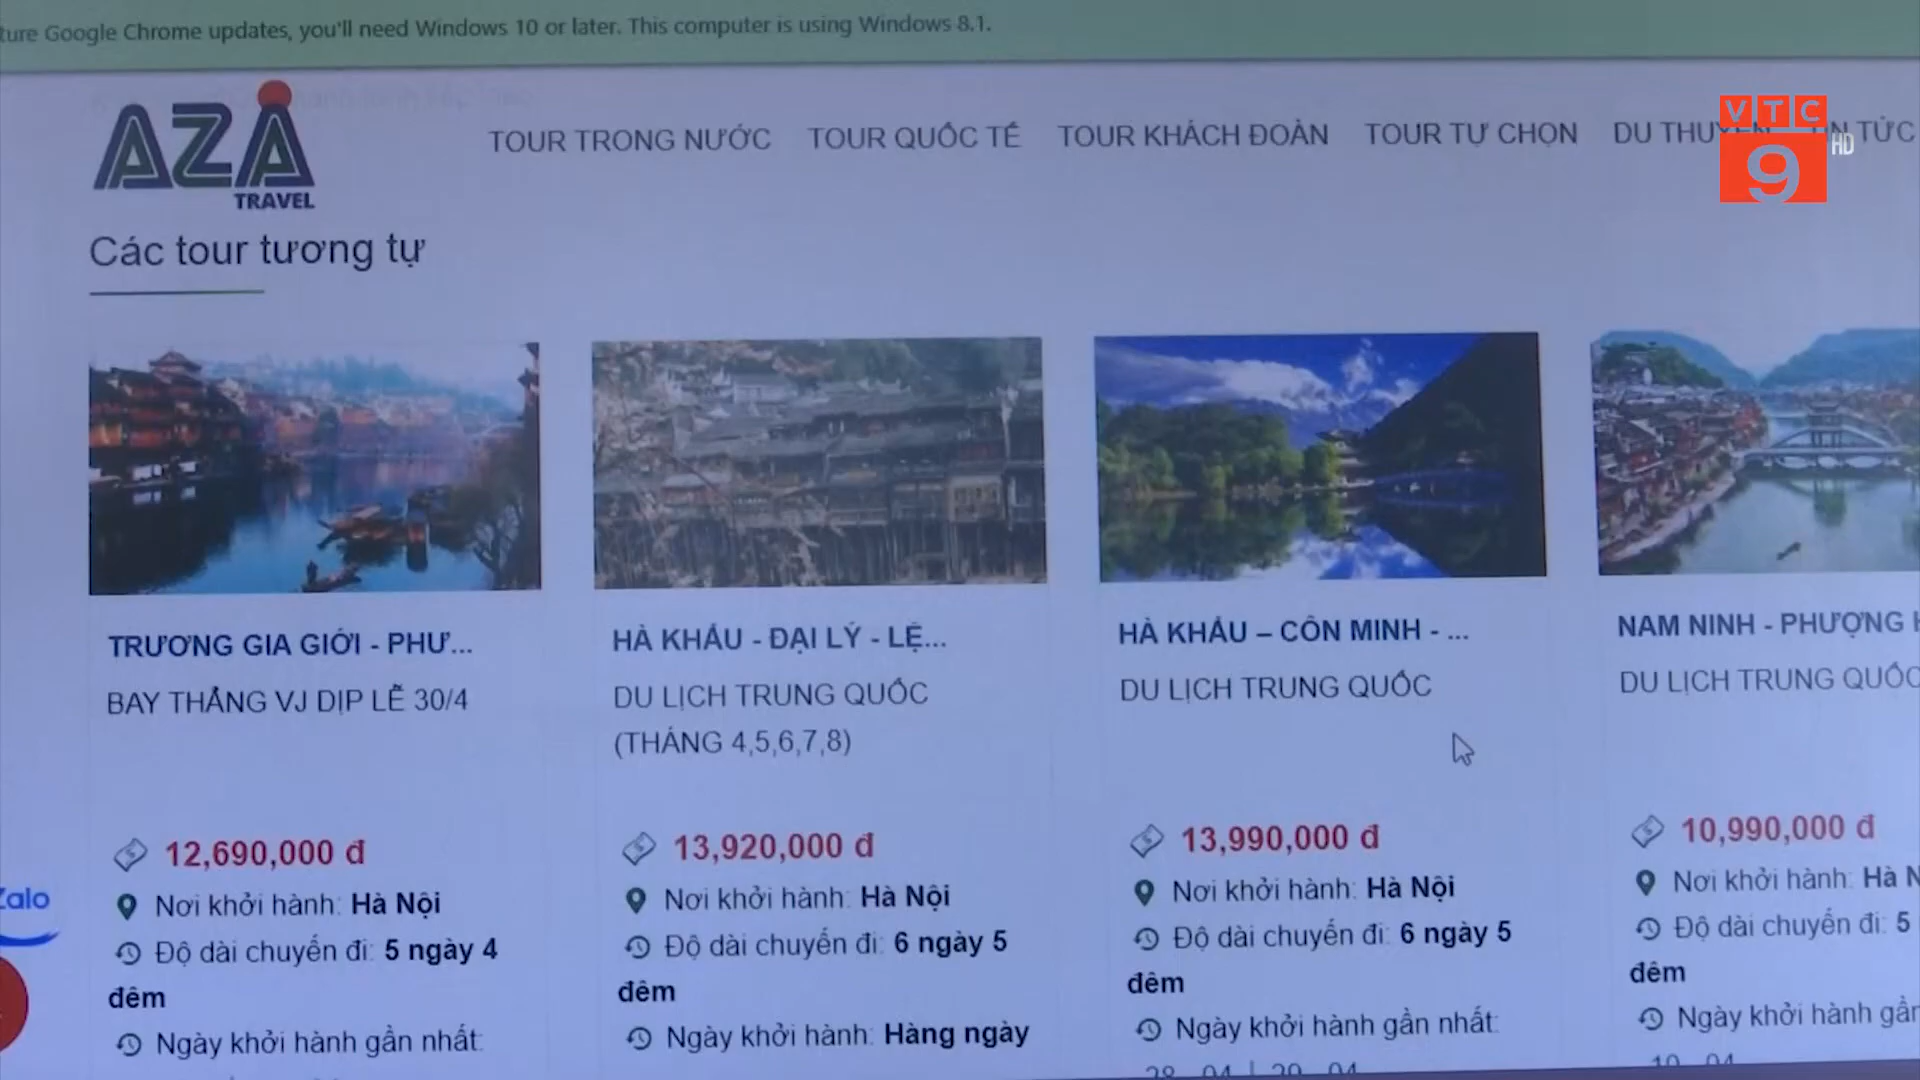 ture Google Chrome updates, you'll need Windows 10 or later. This computer is using Windows 8.1.
AZA
TRAVEL
TOUR TRONG NƯỚC TOUR QUỐC TẾ TOUR KHÁCH ĐOÀN TOUR TỰ CHỌN DU THUYỀN TIN TỨC
VTC
9
HD
Các tour tương tự
TRƯƠNG GIA GIỚI - PHƯ...
BAY THẲNG VJ DỊP LỄ 30/4
12,690,000 đ
Nơi khởi hành: Hà Nội
Độ dài chuyến đi: 5 ngày 4
đêm
Ngày khởi hành gần nhất:
HÀ KHẨU - ĐẠI LÝ - LỆ...
DU LỊCH TRUNG QUỐC
(THÁNG 4,5,6,7,8)
13,920,000 đ
Nơi khởi hành: Hà Nội
Độ dài chuyến đi: 6 ngày 5
đêm
Ngày khởi hành: Hàng ngày
HÀ KHẨU – CÔN MINH - ...
DU LỊCH TRUNG QUỐC
13,990,000 đ
Nơi khởi hành: Hà Nội
Độ dài chuyến đi: 6 ngày 5
đêm
Ngày khởi hành gần nhất:
NAM NINH - PHƯỢNG H
DU LỊCH TRUNG QUỐC
10,990,000 đ
Nơi khởi hành: Hà N
Độ dài chuyến đi: 5
đêm
Ngày khởi hành gần
Zalo